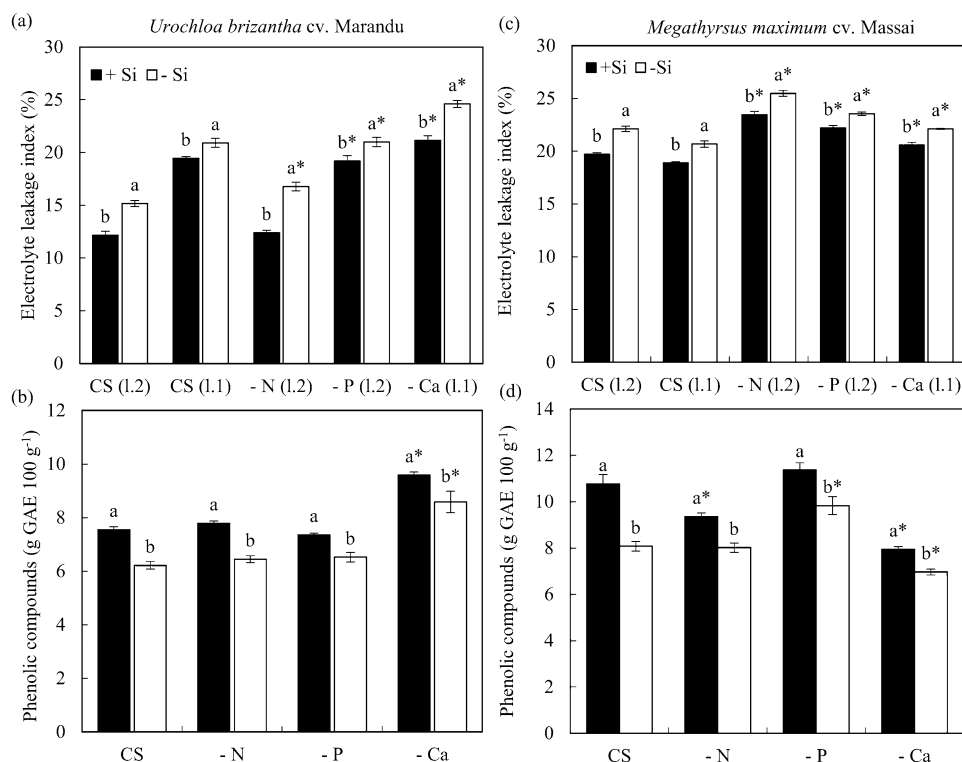 (a)
Urochloa brizantha cv. Marandu
30
25
20
15
10
5
0
Electrolyte leakage index (%)
+ Si - Si
b a b a b a* b* a* b* a*
CS (l.2) CS (l.1) - N (l.2) - P (l.2) - Ca (l.1)
(c)
Megathyrsus maximum cv. Massai
30
25
20
15
10
5
0
Electrolyte leakage index (%)
+Si -Si
b a b a b* a* b* a* b* a*
CS (l.2) CS (l.1) - N (l.2) - P (l.2) - Ca (l.1)
(b)
12
10
8
6
4
2
0
Phenolic compounds (g GAE 100 g-1)
a b a b a b a* b*
CS - N - P - Ca
(d)
14
12
10
8
6
4
2
0
Phenolic compounds (g GAE 100 g-1)
a b a* b a b* a* b*
CS - N - P - Ca